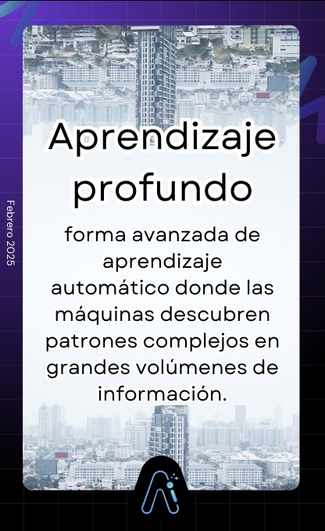 Aprendizaje
profundo
forma avanzada de
aprendizaje
automático donde las
máquinas descubren
patrones complejos en
grandes volúmenes de
información.
Febrero 2025